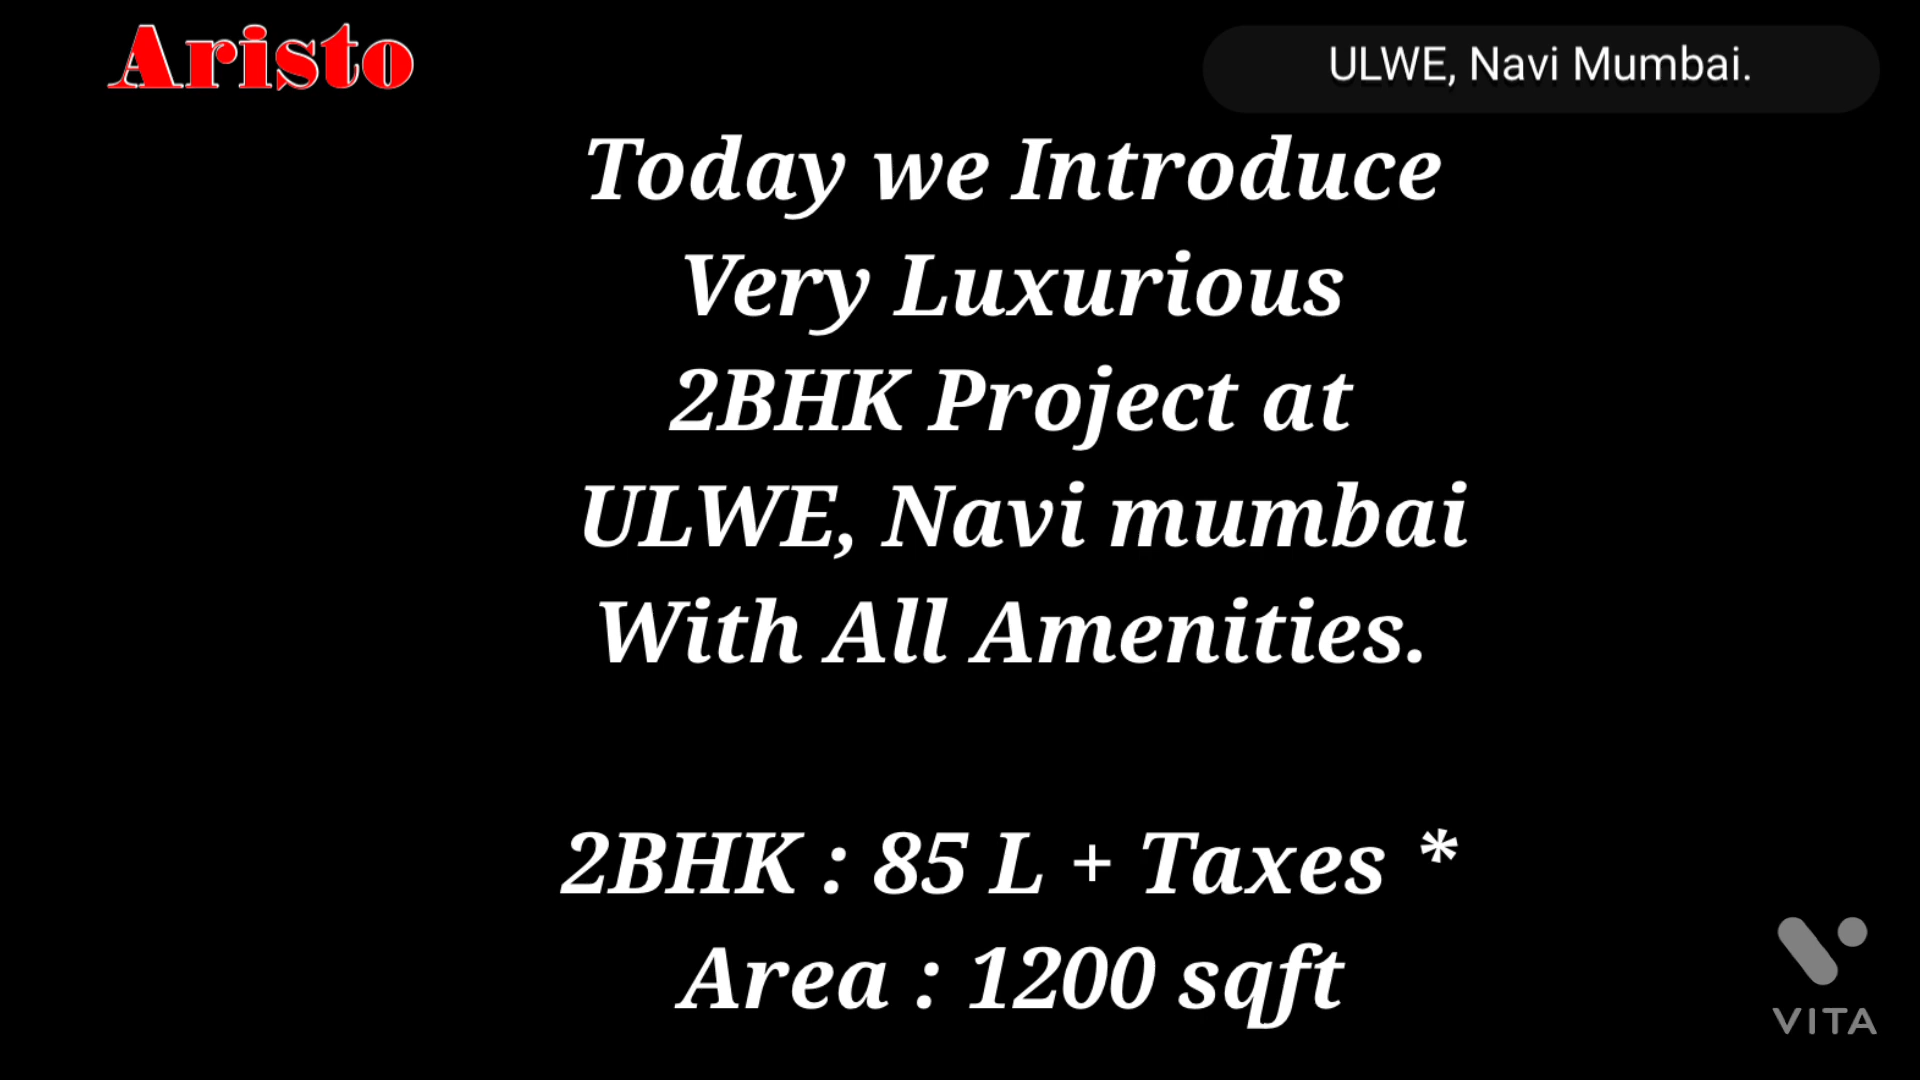 Aristo
ULWE, Navi Mumbai.
Today we Introduce
Very Luxurious
2BHK Project at
ULWE, Navi mumbai
With All Amenities.
2BHK : 85 L + Taxes *
Area : 1200 sqft
VITA